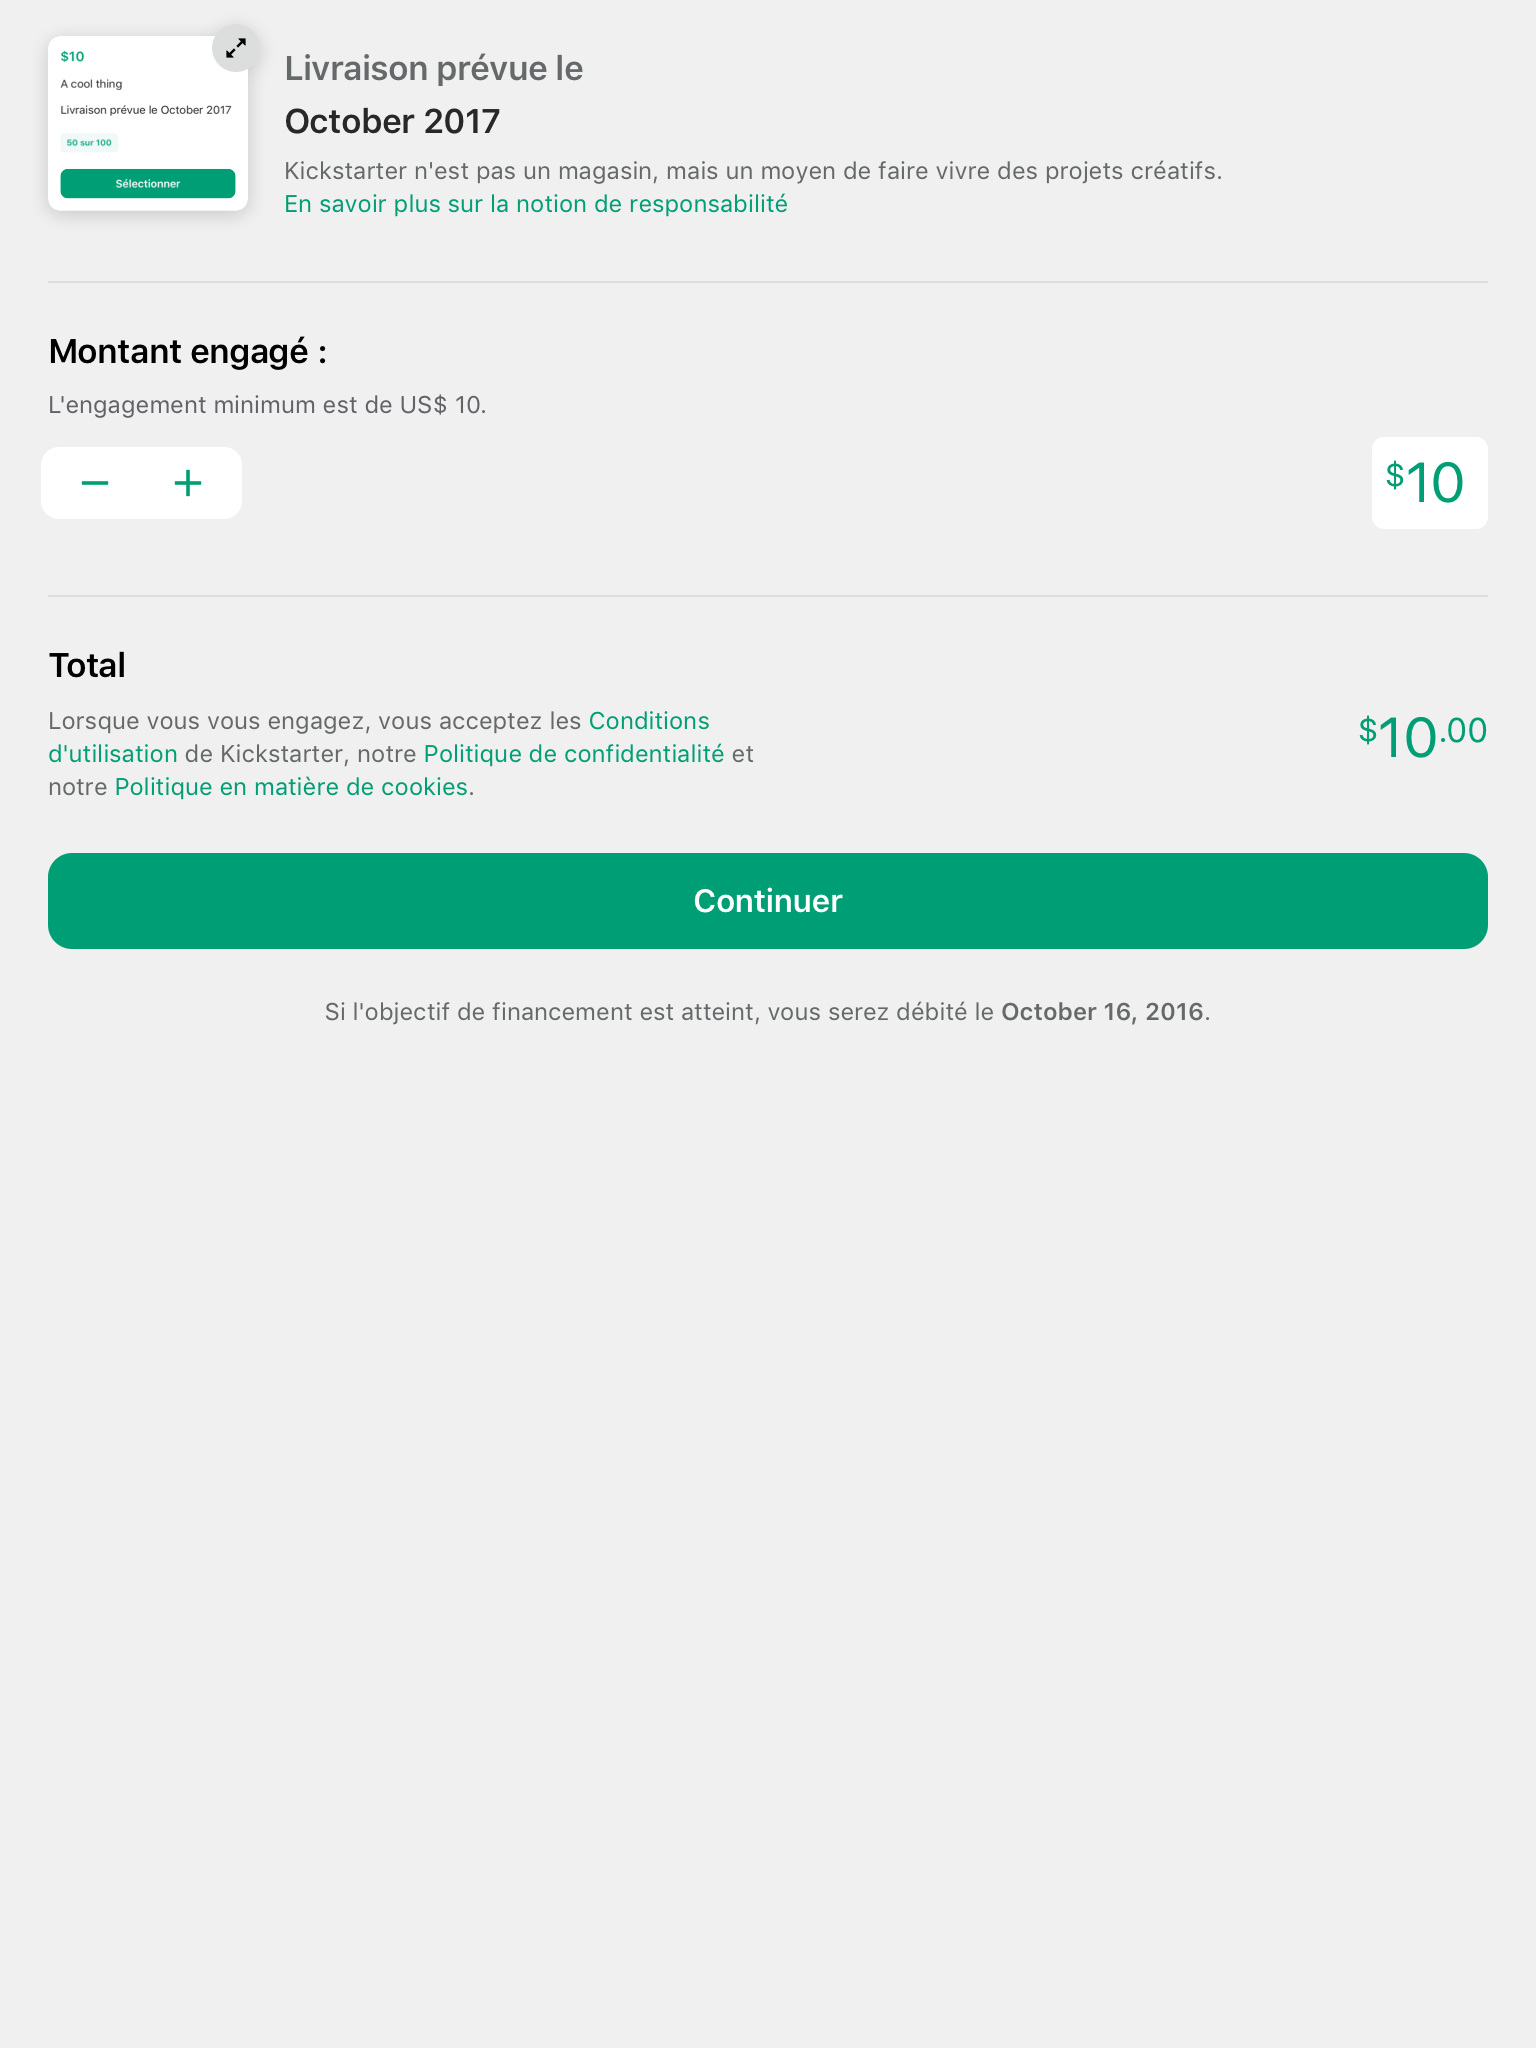 $10
A cool thing
Livraison prévue le October 2017
50 sur 100
Sélectionner
Livraison prévue le
October 2017
Kickstarter n'est pas un magasin, mais un moyen de faire vivre des projets créatifs.
En savoir plus sur la notion de responsabilité
Montant engagé :
L'engagement minimum est de US$ 10.
− +
$10
Total
Lorsque vous vous engagez, vous acceptez les Conditions
d'utilisation de Kickstarter, notre Politique de confidentialité et
notre Politique en matière de cookies.
$10.00
Continuer
Si l'objectif de financement est atteint, vous serez débité le October 16, 2016.